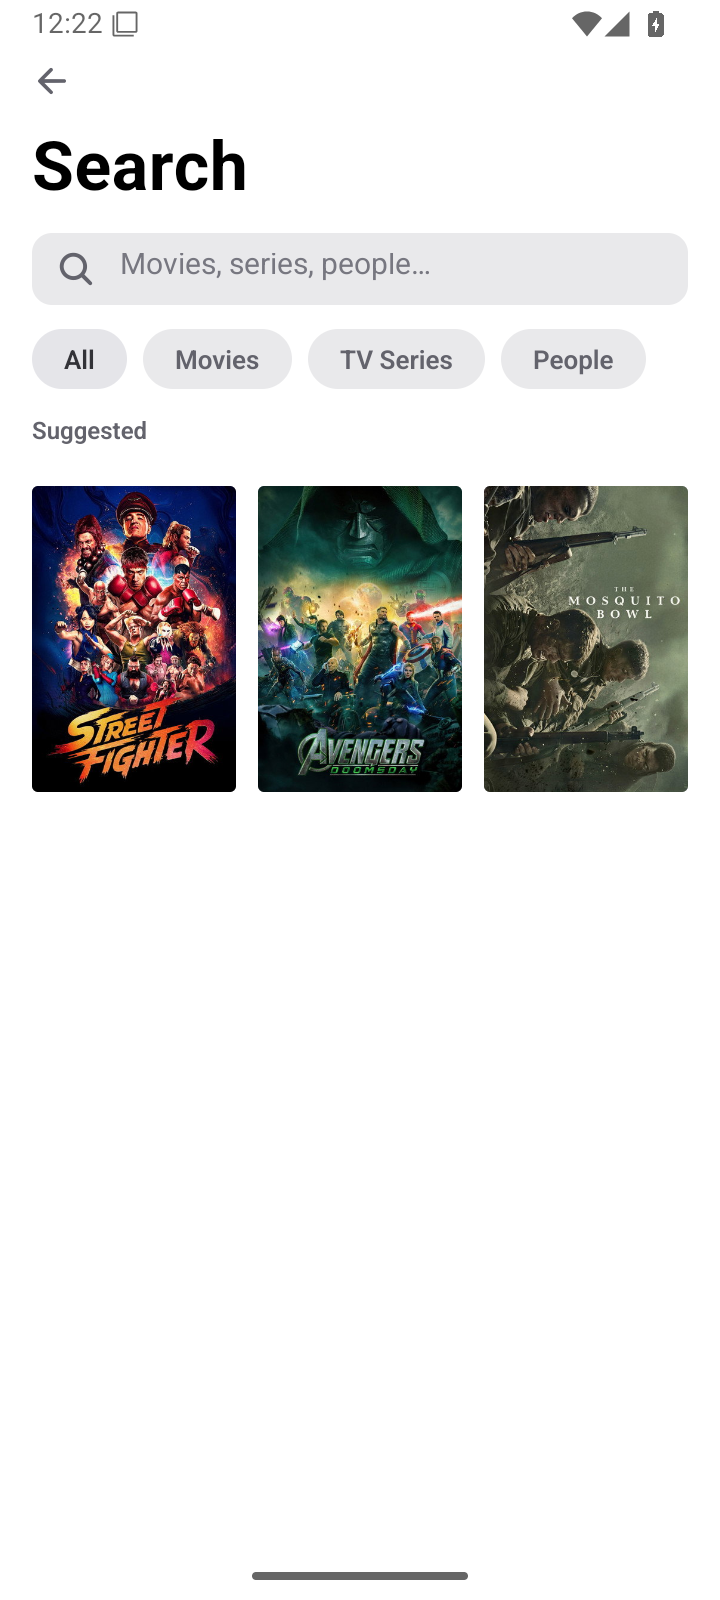 12:22
Search
Movies, series, people...
All
Movies
TV Series
People
Suggested
STREET
FIGHTER
AVENGERS
DOOMSDAY
THE
MOSQUITO
BOWL